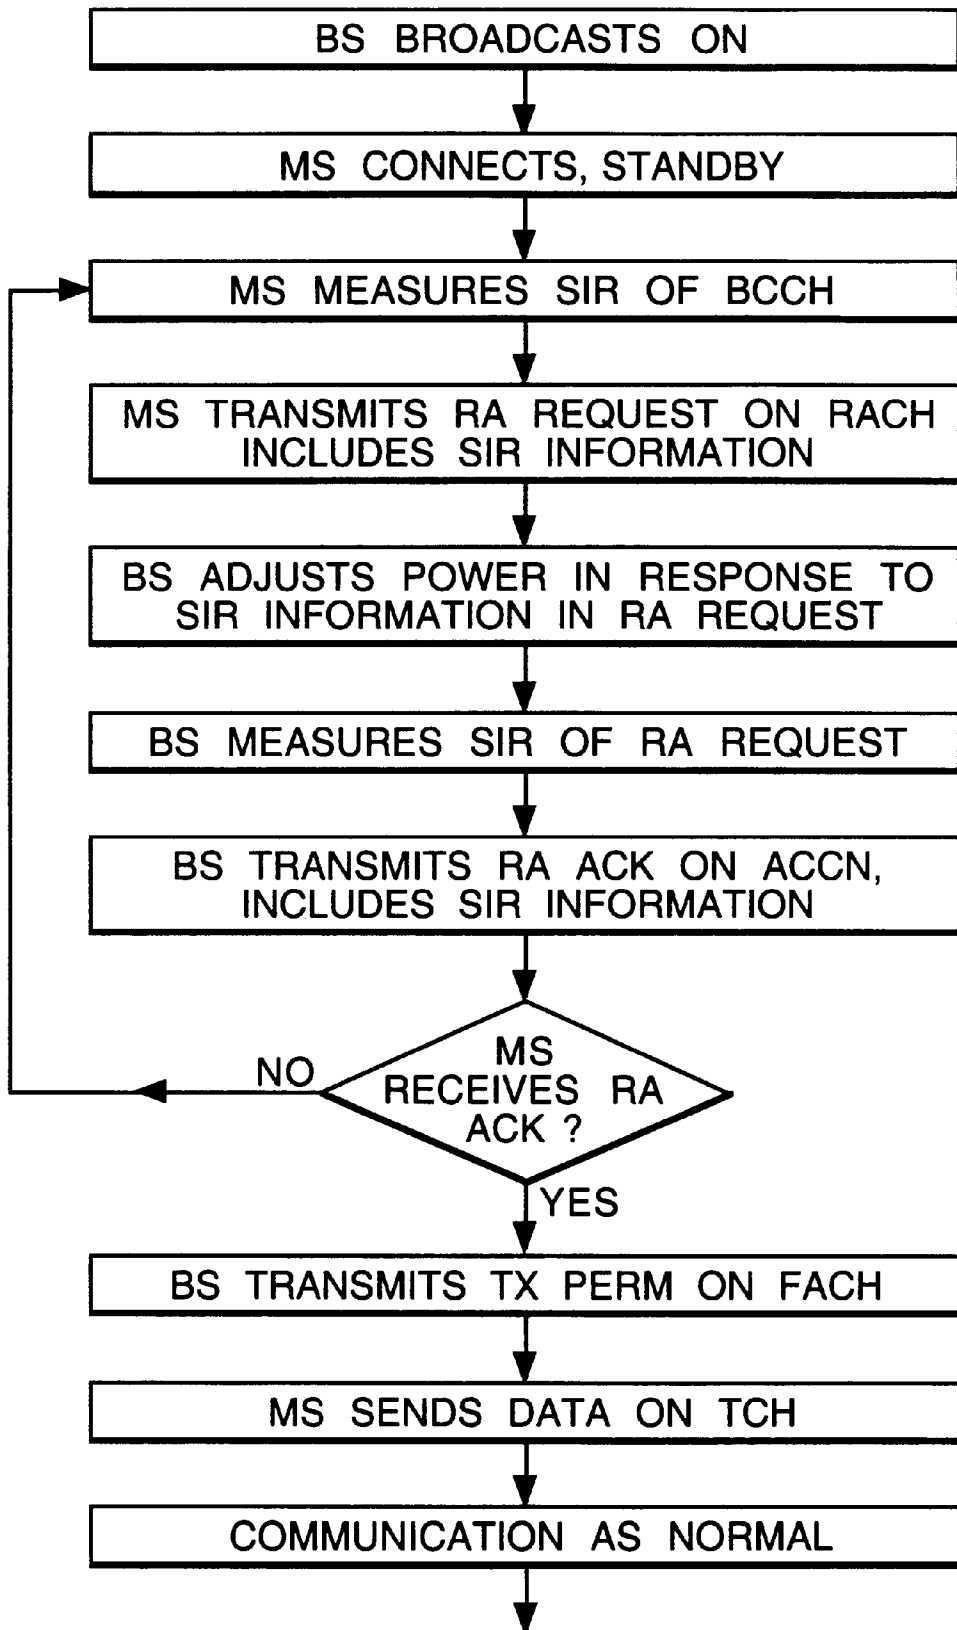 BS BROADCASTS ON
MS CONNECTS, STANDBY
MS MEASURES SIR OF BCCH
MS TRANSMITS RA REQUEST ON RACH
INCLUDES SIR INFORMATION
BS ADJUSTS POWER IN RESPONSE TO
SIR INFORMATION IN RA REQUEST
BS MEASURES SIR OF RA REQUEST
BS TRANSMITS RA ACK ON ACCN,
INCLUDES SIR INFORMATION
MS
RECEIVES RA
ACK ?
NO
YES
BS TRANSMITS TX PERM ON FACH
MS SENDS DATA ON TCH
COMMUNICATION AS NORMAL